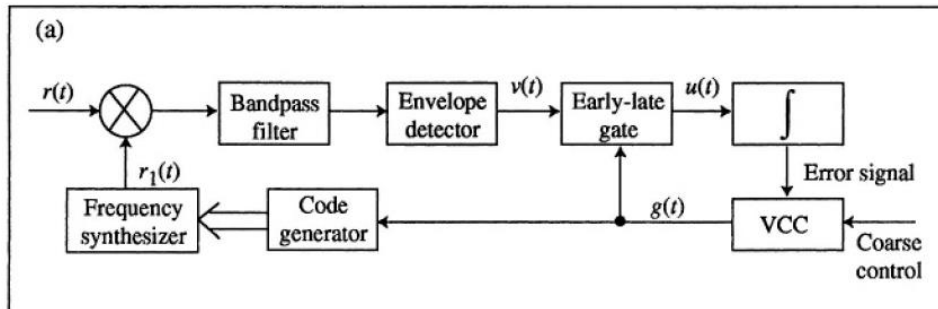 (a)
r(t)
Bandpass
filter
Envelope
detector
v(t)
Early-late
gate
u(t)
∫
r₁(t)
Error signal
Frequency
synthesizer
Code
generator
g(t)
VCC
Coarse
control